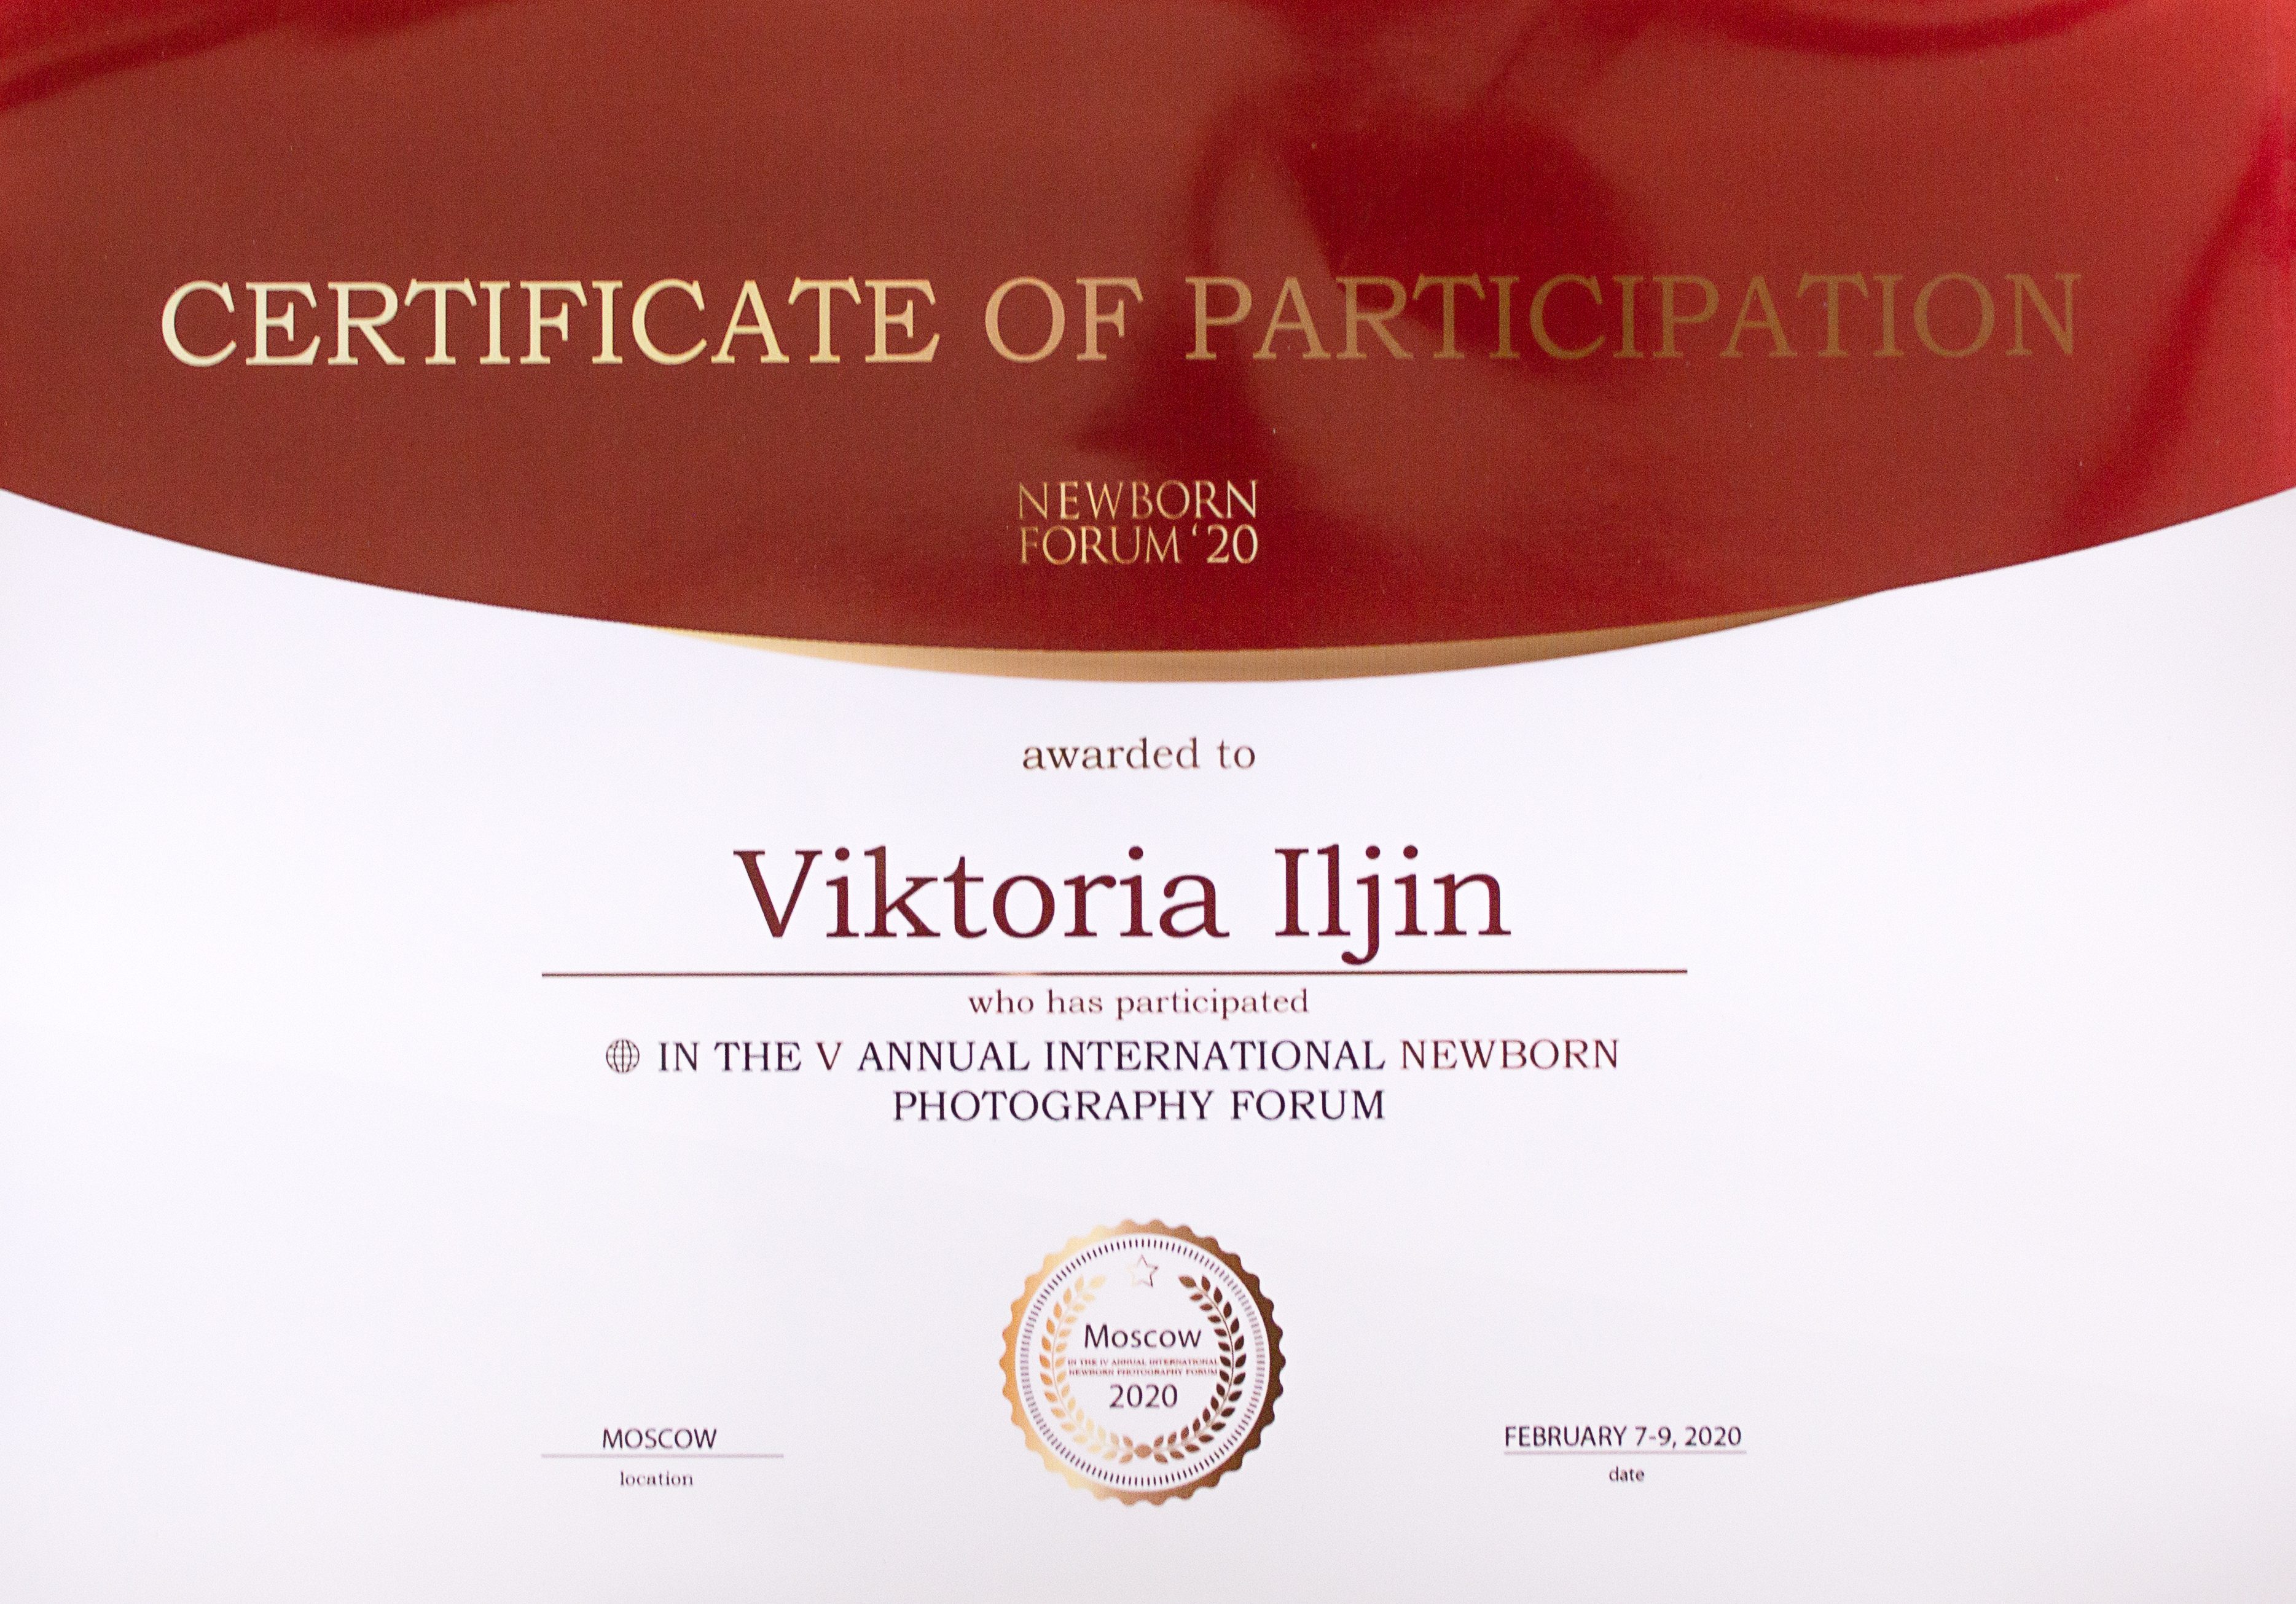 CERTIFICATE OF PARTICIPATION
NEWBORN
FORUM ‘20
awarded to
Viktoria Iljin
who has participated
IN THE V ANNUAL INTERNATIONAL NEWBORN
PHOTOGRAPHY FORUM
Moscow
IN THE IV ANNUAL INTERNATIONAL
NEWBORN PHOTOGRAPHY FORUM
2020
MOSCOW
location
FEBRUARY 7-9, 2020
date